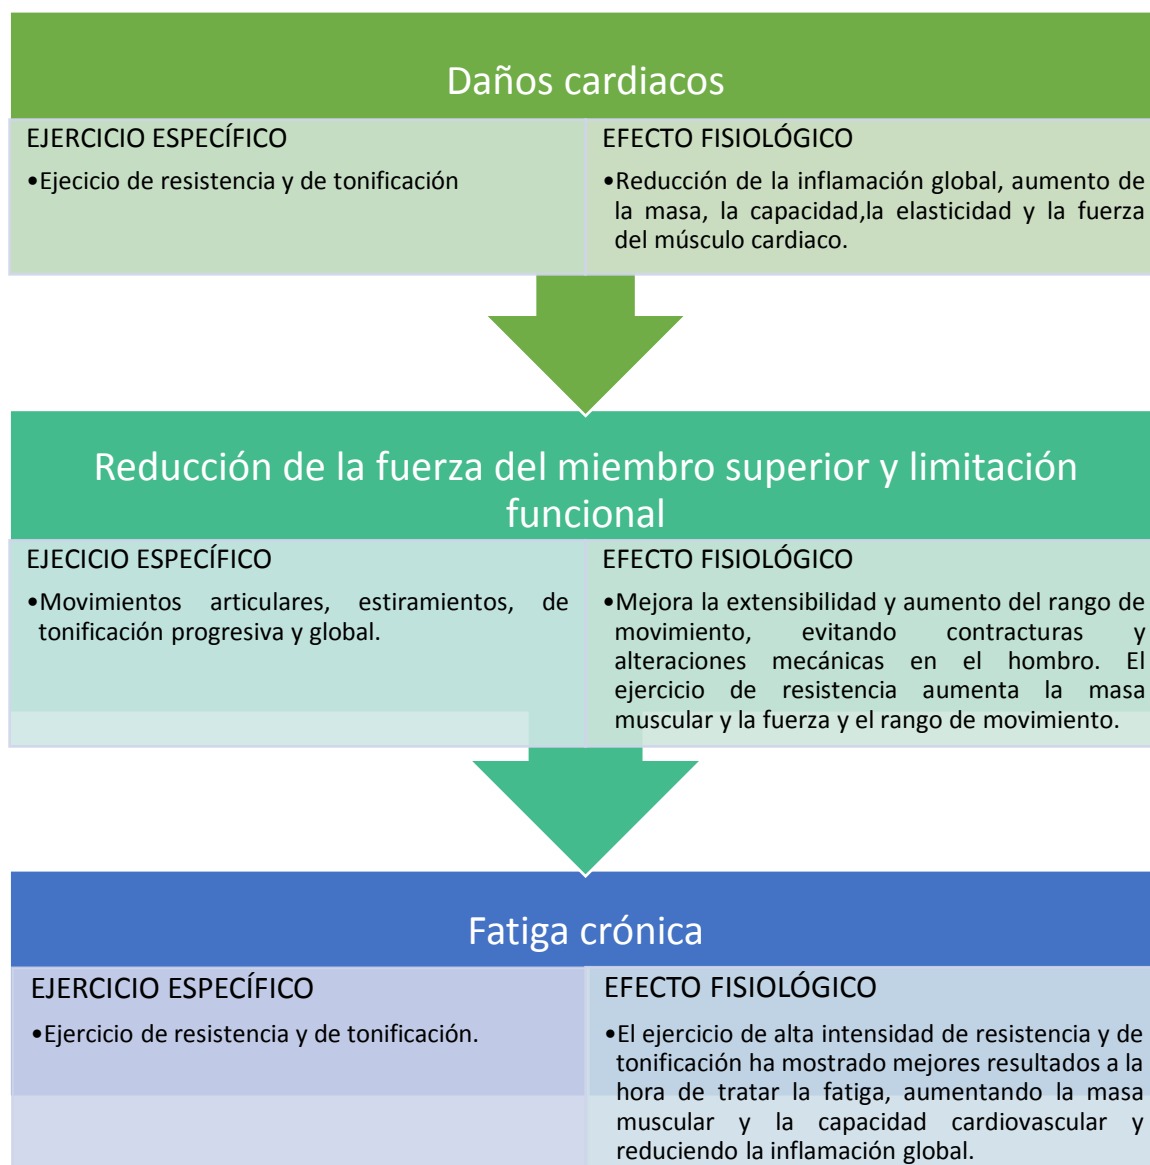 Daños cardiacos
EJERCICIO ESPECÍFICO
•Ejecicio de resistencia y de tonificación
EFECTO FISIOLÓGICO
•Reducción de la inflamación global, aumento de
la masa, la capacidad,la elasticidad y la fuerza
del músculo cardiaco.
Reducción de la fuerza del miembro superior y limitación
funcional
EJECICIO ESPECÍFICO
•Movimientos articulares, estiramientos, de
tonificación progresiva y global.
EFECTO FISIOLÓGICO
•Mejora la extensibilidad y aumento del rango de
movimiento, evitando contracturas y
alteraciones mecánicas en el hombro. El
ejercicio de resistencia aumenta la masa
muscular y la fuerza y el rango de movimiento.
Fatiga crónica
EJERCICIO ESPECÍFICO
•Ejercicio de resistencia y de tonificación.
EFECTO FISIOLÓGICO
•El ejercicio de alta intensidad de resistencia y de
tonificación ha mostrado mejores resultados a la
hora de tratar la fatiga, aumentando la masa
muscular y la capacidad cardiovascular y
reduciendo la inflamación global.